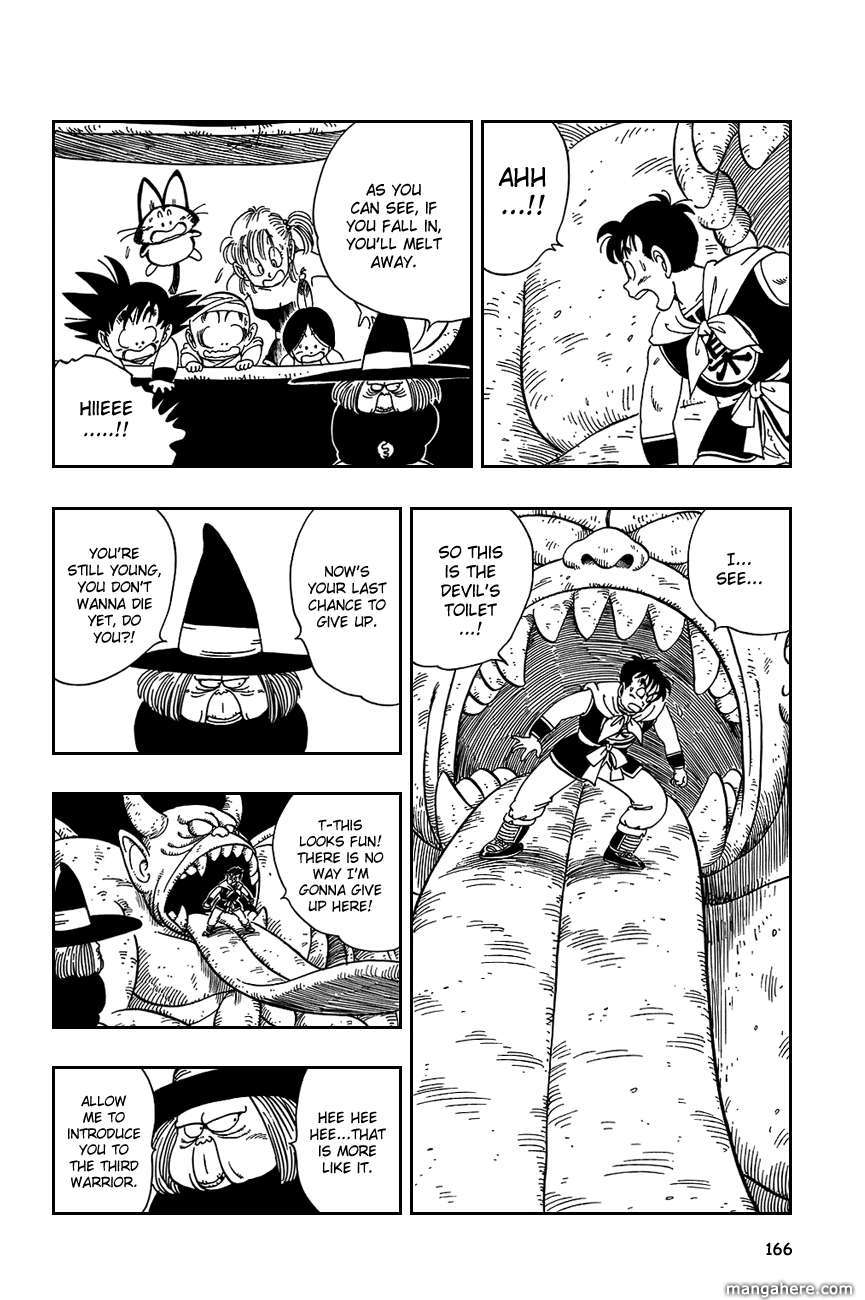 AHH
...!!
AS YOU
CAN SEE, IF
YOU FALL IN,
YOU'LL MELT
AWAY.
HIIEEE
.....!!
I...
SEE...
SO THIS
IS THE
DEVIL'S
TOILET
...!
NOW'S
YOUR LAST
CHANCE TO
GIVE UP.
YOU'RE
STILL YOUNG,
YOU DON'T
WANNA DIE
YET, DO
YOU?!
T-THIS
LOOKS FUN!
THERE IS NO
WAY I'M
GONNA GIVE
UP HERE!
HEE HEE
HEE...THAT
IS MORE
LIKE IT.
ALLOW
ME TO
INTRODUCE
YOU TO
THE THIRD
WARRIOR.
166
mangahere.com